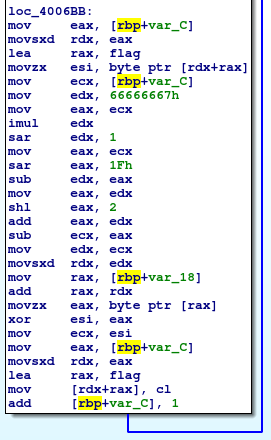 loc_4006BB:
mov eax, [rbp+var_C]
movsxd rdx, eax
lea rax, flag
movzx esi, byte ptr [rdx+rax]
mov ecx, [rbp+var_C]
mov edx, 66666667h
mov eax, ecx
imul edx
sar edx, 1
mov eax, ecx
sar eax, 1Fh
sub edx, eax
mov eax, edx
shl eax, 2
add eax, edx
sub ecx, eax
mov edx, ecx
movsxd rdx, edx
mov rax, [rbp+var_18]
add rax, rdx
movzx eax, byte ptr [rax]
xor esi, eax
mov ecx, esi
mov eax, [rbp+var_C]
movsxd rdx, eax
lea rax, flag
mov [rdx+rax], cl
add [rbp+var_C], 1